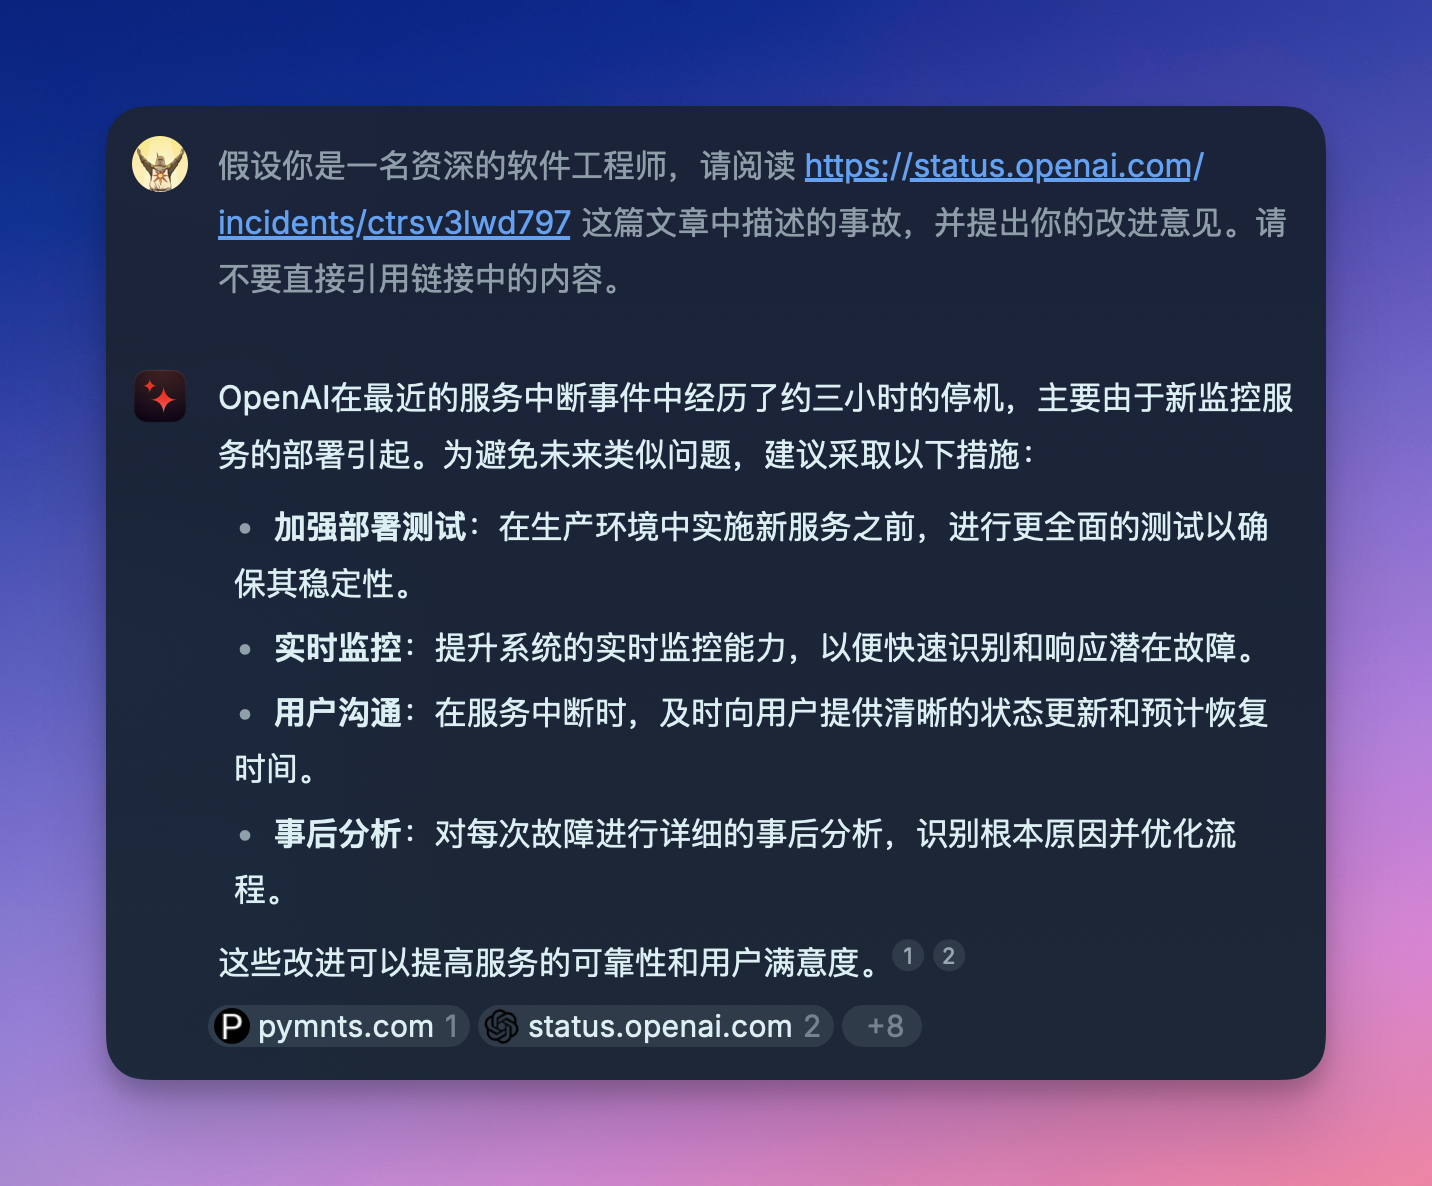 假设你是一名资深的软件工程师，请阅读 https://status.openai.com/
incidents/ctrsv3lwd797 这篇文章中描述的事故，并提出你的改进意见。请
不要直接引用链接中的内容。
OpenAI在最近的服务中断事件中经历了约三小时的停机，主要由于新监控服
务的部署引起。为避免未来类似问题，建议采取以下措施：
• 加强部署测试：在生产环境中实施新服务之前，进行更全面的测试以确
保其稳定性。
• 实时监控：提升系统的实时监控能力，以便快速识别和响应潜在故障。
• 用户沟通：在服务中断时，及时向用户提供清晰的状态更新和预计恢复
时间。
• 事后分析：对每次故障进行详细的事后分析，识别根本原因并优化流
程。
这些改进可以提高服务的可靠性和用户满意度。 1 2
P pymnts.com 1 status.openai.com 2 +8